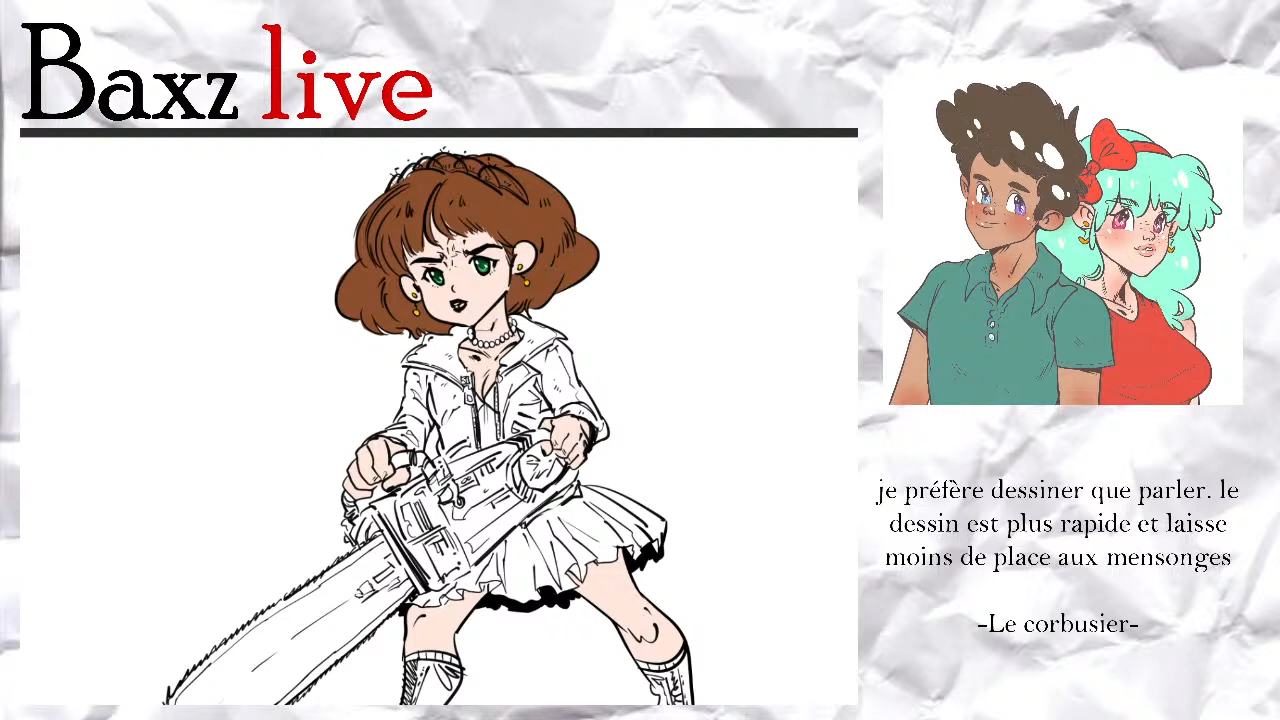 Baxz live
je préfère dessiner que parler. le
dessin est plus rapide et laisse
moins de place aux mensonges
-Le corbusier-